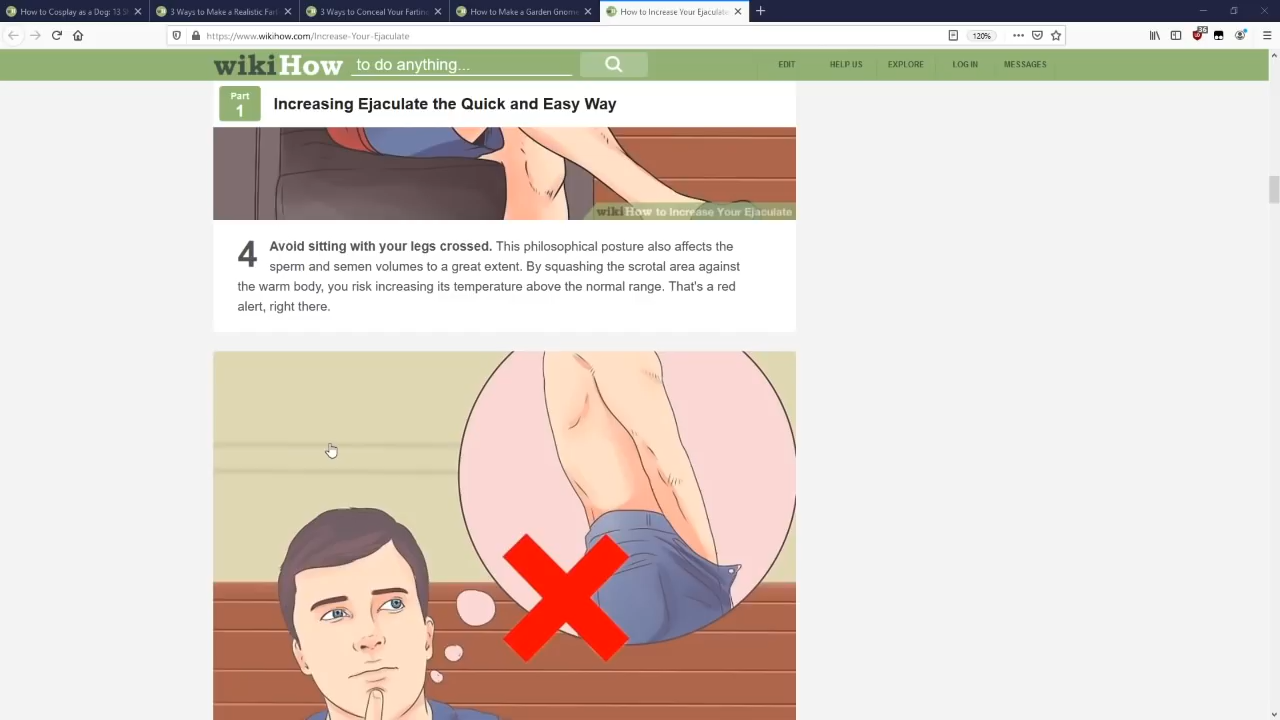 How to Cosplay as a Dog: 13 S
3 Ways to Make a Realistic Far
3 Ways to Conceal Your Fartin
How to Make a Garden Gnome
How to Increase Your Ejaculate
https://www.wikihow.com/Increase-Your-Ejaculate
120%
36
wikiHow to do anything...
EDIT
HELP US
EXPLORE
LOG IN
MESSAGES
Part
1
Increasing Ejaculate the Quick and Easy Way
wikiHow to Increase Your Ejaculate
4 Avoid sitting with your legs crossed. This philosophical posture also affects the
sperm and semen volumes to a great extent. By squashing the scrotal area against
the warm body, you risk increasing its temperature above the normal range. That's a red
alert, right there.